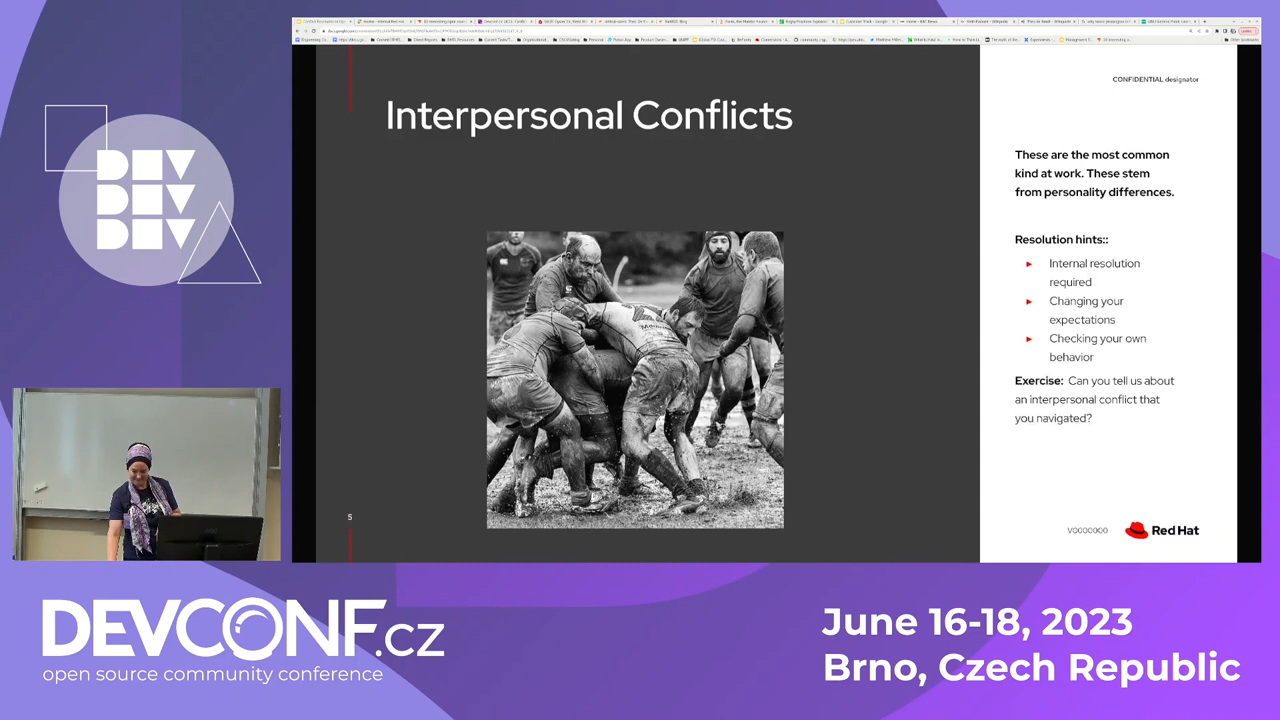 DEV
DEV
DEV
Interpersonal Conflicts
5
CONFIDENTIAL designator
These are the most common
kind at work. These stem
from personality differences.
Resolution hints::
► Internal resolution
required
► Changing your
expectations
► Checking your own
behavior
Exercise: Can you tell us about
an interpersonal conflict that
you navigated?
V0000000
Red Hat
DEVCONF.cz
open source community conference
June 16-18, 2023
Brno, Czech Republic